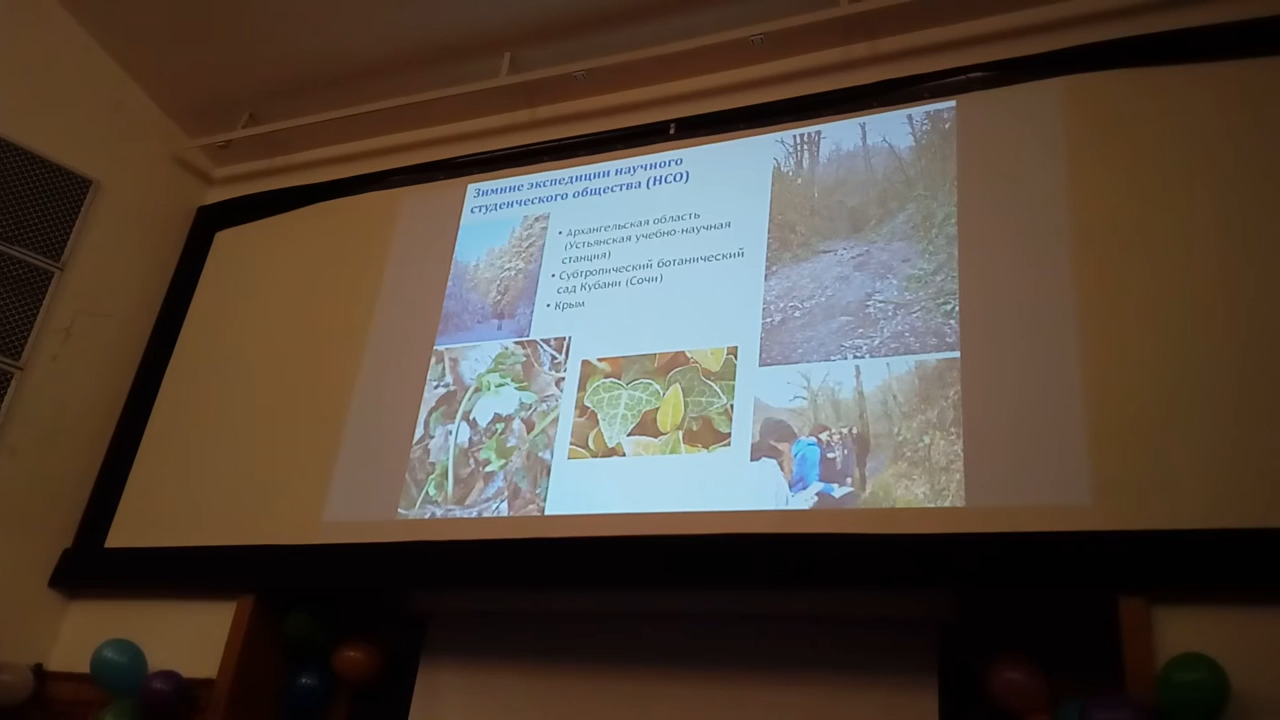 Зимние экспедиции научного
студенческого общества (НСО)
• Архангельская область
(Устьянская учебно-научная
станция)
• Субтропический ботанический
сад Кубани (Сочи)
• Крым